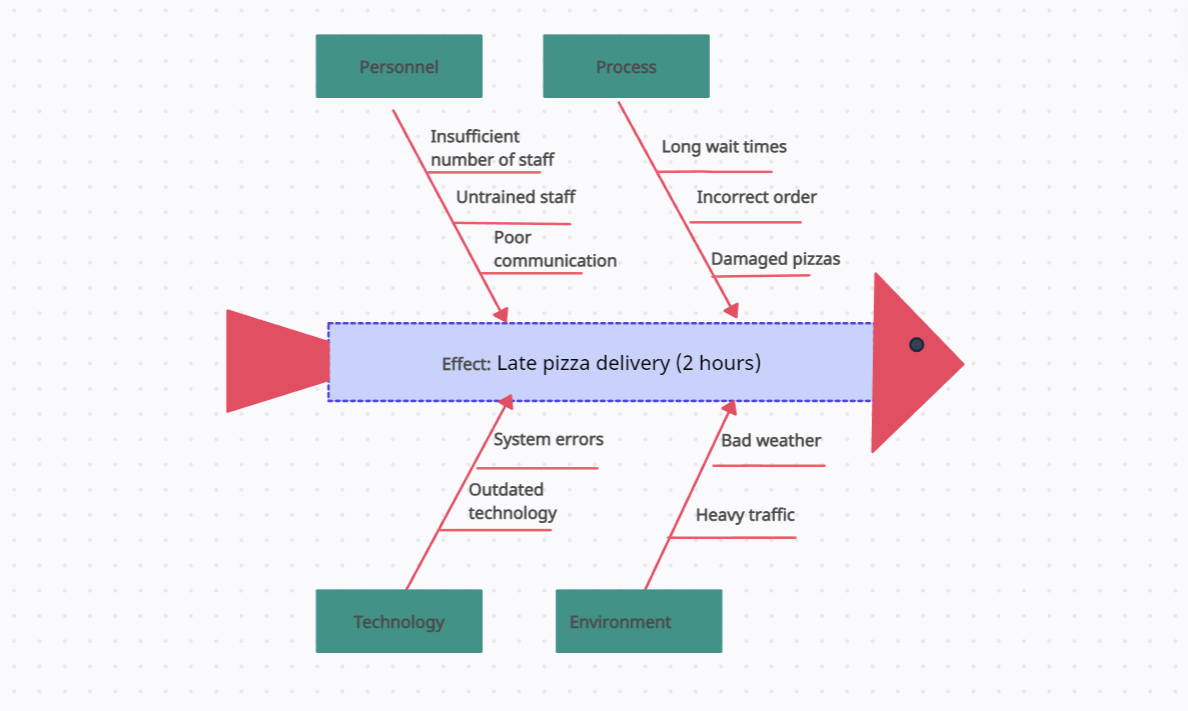 Personnel
Process
Insufficient
number of staff
Untrained staff
Poor
communication
Long wait times
Incorrect order
Damaged pizzas
Effect: Late pizza delivery (2 hours)
System errors
Outdated
technology
Bad weather
Heavy traffic
Technology
Environment